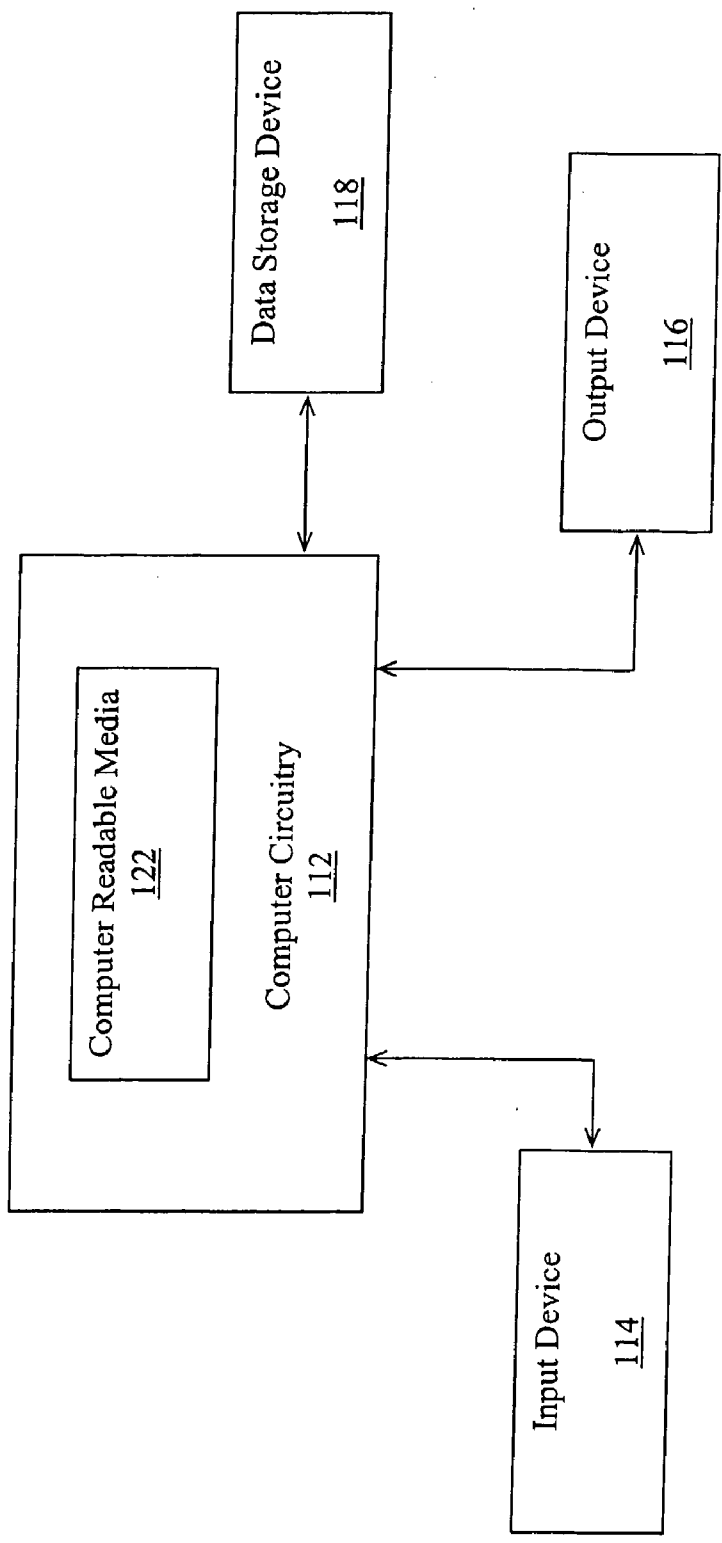 Computer Readable Media
122
Computer Circuitry
112
Data Storage Device
118
Input Device
114
Output Device
116